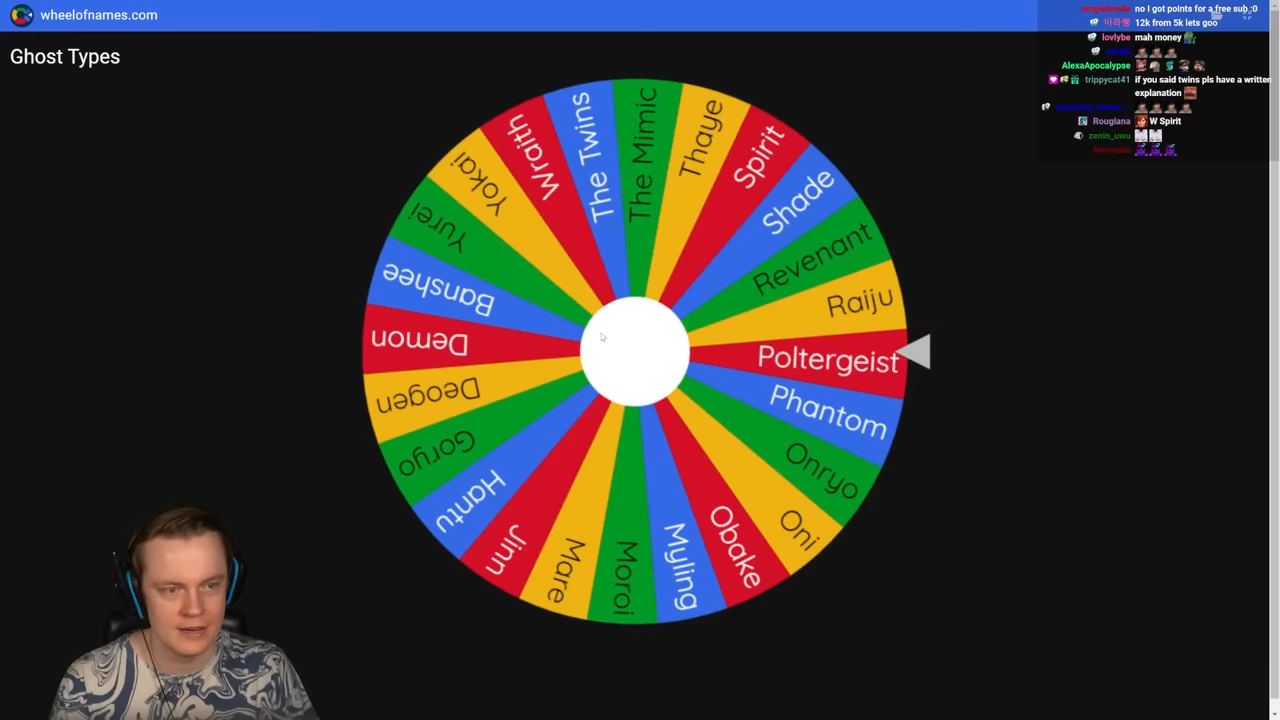 wheelofnames.com
Ghost Types
The Mimic
Thaye
Spirit
Shade
Revenant
Raiju
Poltergeist
Phantom
Onryo
Oni
Obake
Myling
Moroi
Mare
Jinn
Hantu
Goryo
Deogen
Demon
Banshee
Yurei
Yokai
Wraith
The Twins
no I got points for a free sub :0
12k from 5k lets goo
lovlybe mah money
AlexaApocalypse
trippycat41 if you said twins pls have a written
explanation
Rougiana W Spirit
zenin_uwu